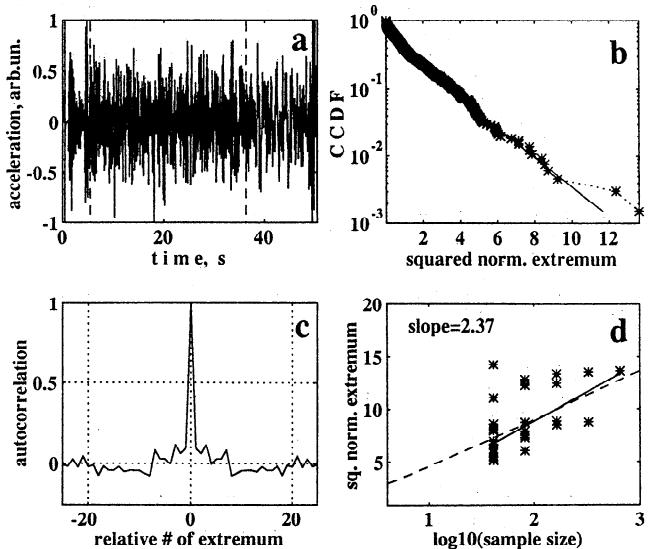 a
acceleration, arb.un.
1
0.5
0
-0.5
-1
0
20
40
time, s
b
CCDF
10^0
10^-1
10^-2
10^-3
2
4
6
8
10
12
squared norm. extremum
c
autocorrelation
1
0.5
0
-20
0
20
relative # of extremum
d
slope=2.37
sq. norm. extremum
20
15
10
5
1
2
3
log10(sample size)